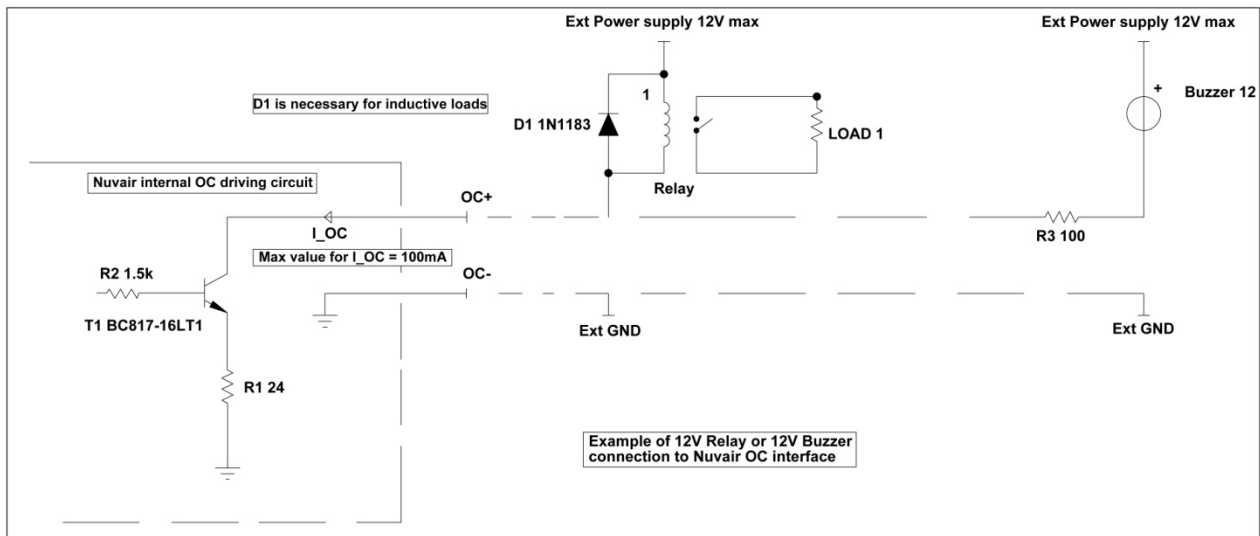 Ext Power supply 12V max
Ext Power supply 12V max
D1 is necessary for inductive loads
1
+
Buzzer 12
D1 1N1183
LOAD 1
Nuvair internal OC driving circuit
Relay
OC+
I_OC
R3 100
Max value for I_OC = 100mA
R2 1.5k
OC-
T1 BC817-16LT1
Ext GND
Ext GND
R1 24
Example of 12V Relay or 12V Buzzer
connection to Nuvair OC interface